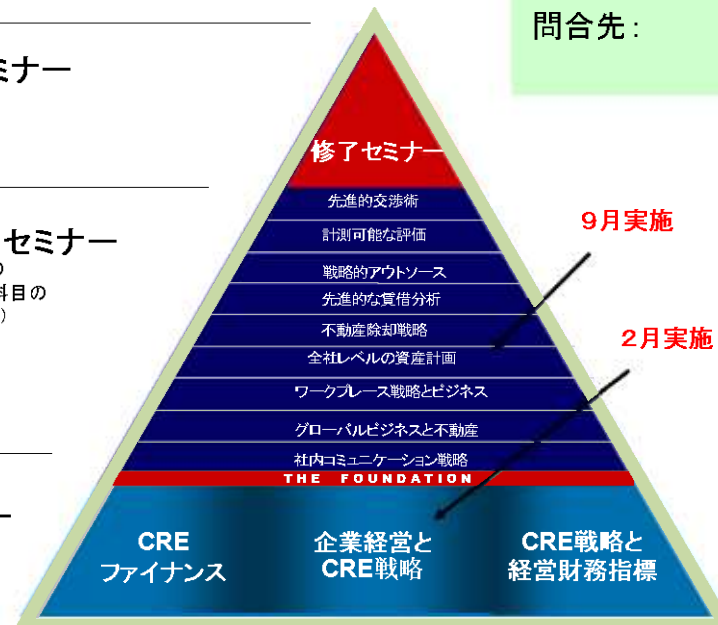 問合先：
ミナー
修了セミナー
先進的交渉術
計測可能な評価
9月実施
セミナー
戦略的アウトソース
科目の
先進的な賃借分析
不動産除却戦略
2月実施
全社レベルの資産計画
ワークプレース戦略とビジネス
グローバルビジネスと不動産
社内コミュニケーション戦略
THE FOUNDATION
CRE
ファイナンス
企業経営と
CRE戦略
CRE戦略と
経営財務指標